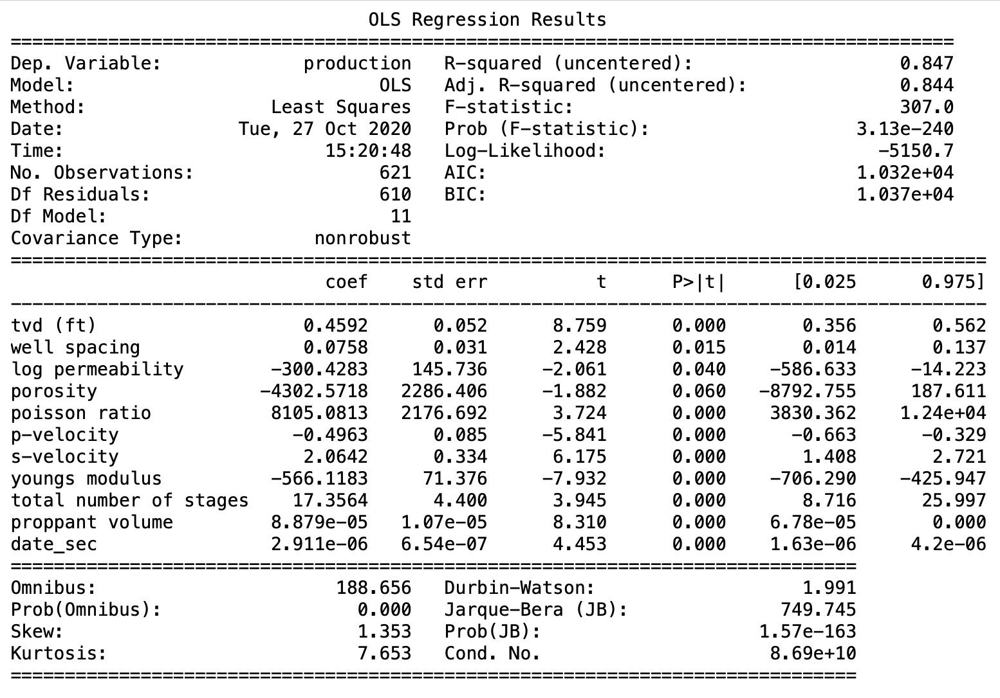 OLS Regression Results
==============================================================================
Dep. Variable: production R-squared (uncentered): 0.847
Model: OLS Adj. R-squared (uncentered): 0.844
Method: Least Squares F-statistic: 307.0
Date: Tue, 27 Oct 2020 Prob (F-statistic): 3.13e-240
Time: 15:20:48 Log-Likelihood: -5150.7
No. Observations: 621 AIC: 1.032e+04
Df Residuals: 610 BIC: 1.037e+04
Df Model: 11
Covariance Type: nonrobust
==============================================================================
coef std err t P>|t| [0.025 0.975]
------------------------------------------------------------------------------
tvd (ft) 0.4592 0.052 8.759 0.000 0.356 0.562
well spacing 0.0758 0.031 2.428 0.015 0.014 0.137
log permeability -300.4283 145.736 -2.061 0.040 -586.633 -14.223
porosity -4302.5718 2286.406 -1.882 0.060 -8792.755 187.611
poisson ratio 8105.0813 2176.692 3.724 0.000 3830.362 1.24e+04
p-velocity -0.4963 0.085 -5.841 0.000 -0.663 -0.329
s-velocity 2.0642 0.334 6.175 0.000 1.408 2.721
youngs modulus -566.1183 71.376 -7.932 0.000 -706.290 -425.947
total number of stages 17.3564 4.400 3.945 0.000 8.716 25.997
proppant volume 8.879e-05 1.07e-05 8.310 0.000 6.78e-05 0.000
date_sec 2.911e-06 6.54e-07 4.453 0.000 1.63e-06 4.2e-06
==============================================================================
Omnibus: 188.656 Durbin-Watson: 1.991
Prob(Omnibus): 0.000 Jarque-Bera (JB): 749.745
Skew: 1.353 Prob(JB): 1.57e-163
Kurtosis: 7.653 Cond. No. 8.69e+10
==============================================================================